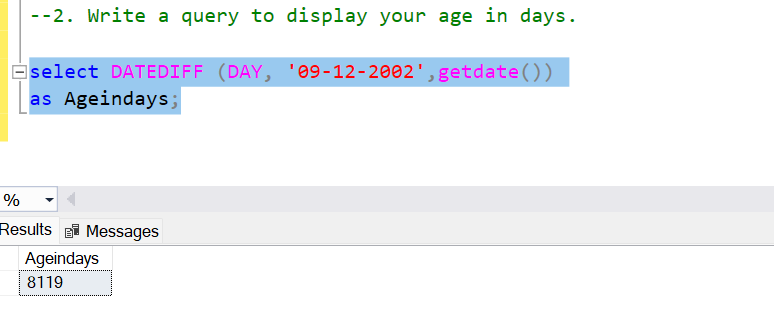 --2. Write a query to display your age in days.
select DATEDIFF (DAY, '09-12-2002',getdate())
as Ageindays;
%
Results Messages
Ageindays
8119